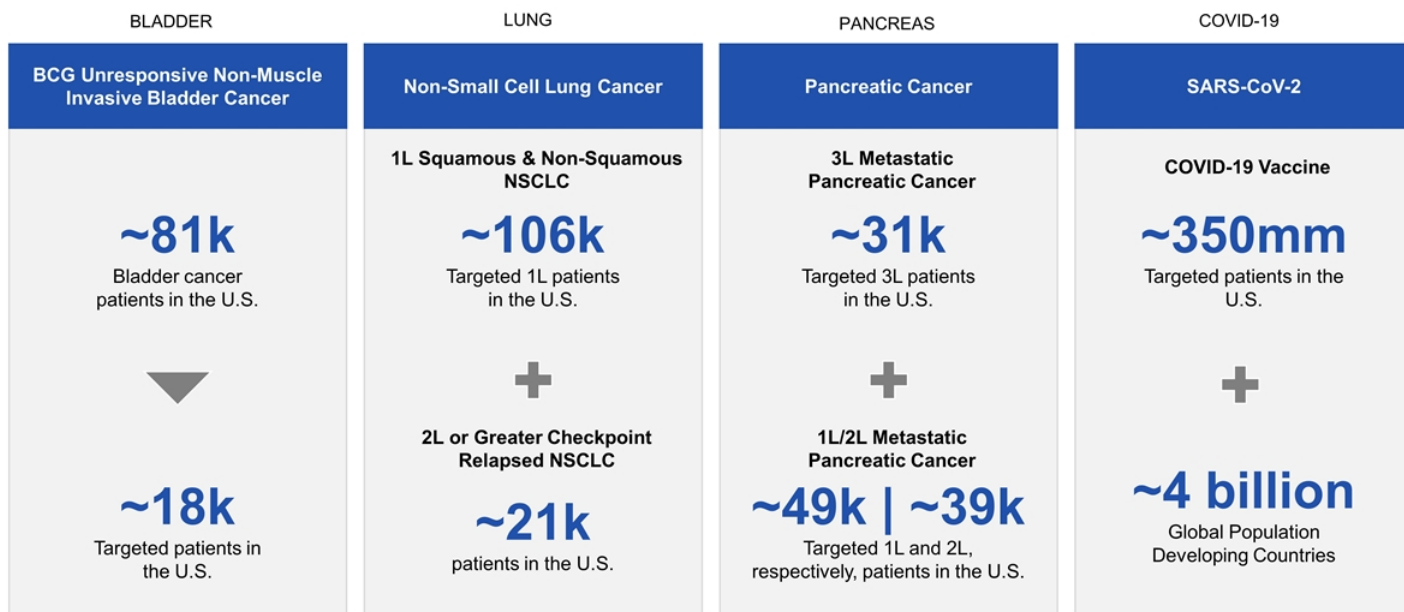 BLADDER
BCG Unresponsive Non-Muscle
Invasive Bladder Cancer
~81k
Bladder cancer
patients in the U.S.
~18k
Targeted patients in
the U.S.
LUNG
Non-Small Cell Lung Cancer
1L Squamous & Non-Squamous
NSCLC
~106k
Targeted 1L patients
in the U.S.
2L or Greater Checkpoint
Relapsed NSCLC
~21k
patients in the U.S.
PANCREAS
Pancreatic Cancer
3L Metastatic
Pancreatic Cancer
~31k
Targeted 3L patients
in the U.S.
1L/2L Metastatic
Pancreatic Cancer
~49k | ~39k
Targeted 1L and 2L,
respectively, patients in the U.S.
COVID-19
SARS-CoV-2
COVID-19 Vaccine
~350mm
Targeted patients in the
U.S.
~4 billion
Global Population
Developing Countries